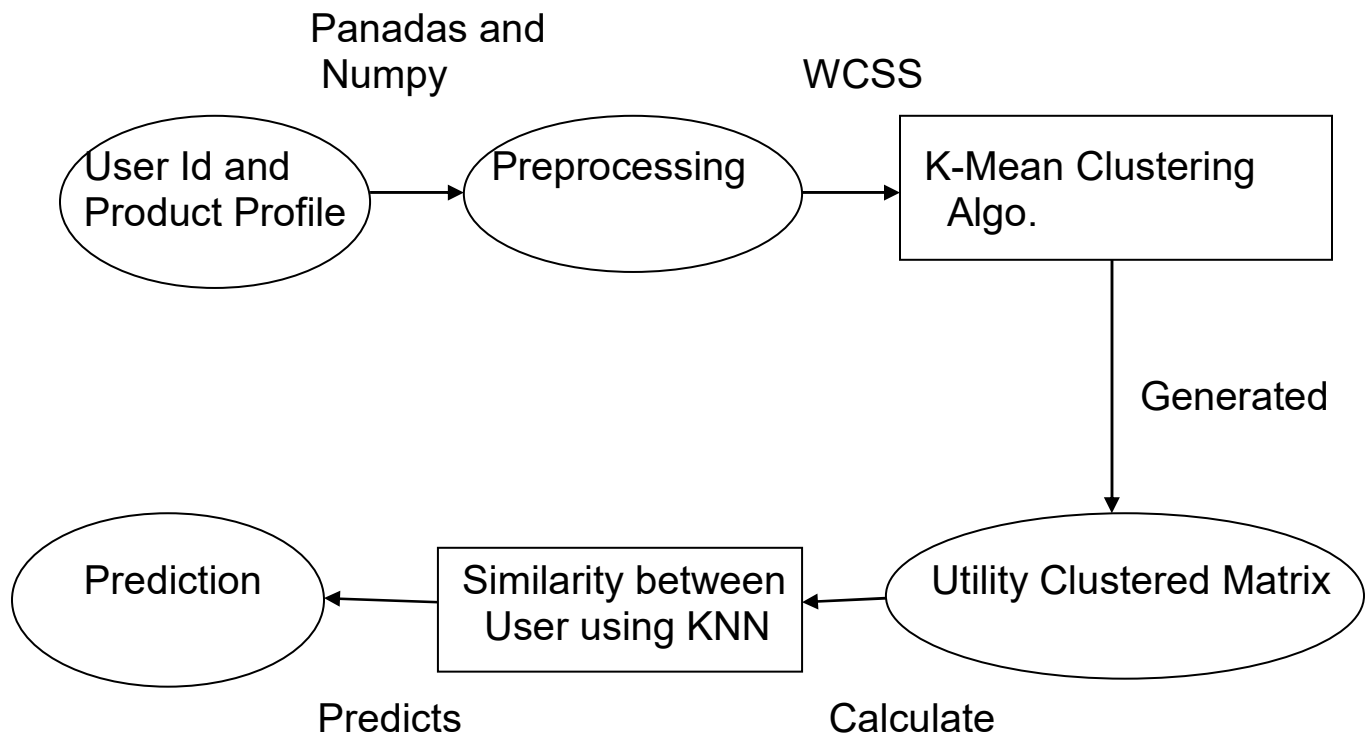 Panadas and
Numpy
WCSS
User Id and
Product Profile
Preprocessing
K-Mean Clustering
Algo.
Generated
Utility Clustered Matrix
Similarity between
User using KNN
Prediction
Predicts
Calculate